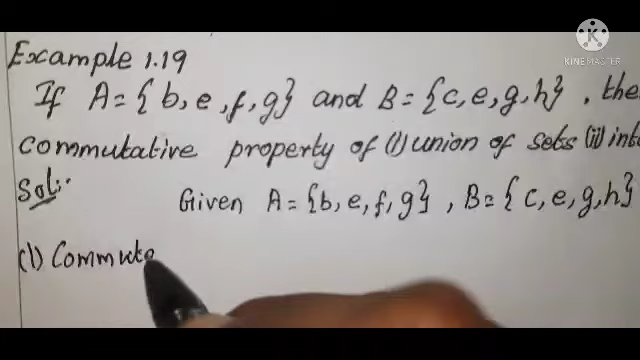 KINEMASTER
Example 1.19
If A = { b, e, f, g} and B = {c, e, g, h}, the
commutative property of (i) union of sets (ii) inte
Sol:
Given A = {b, e, f, g}, B = { c, e, g, h}
(i) Commuta